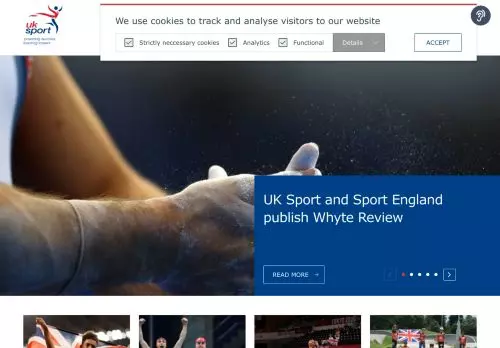 uk
sport
We use cookies to track and analyse visitors to our website
Strictly neccessary cookies
Analytics
Functional
Details
ACCEPT
UK Sport and Sport England
publish Whyte Review
READ MORE